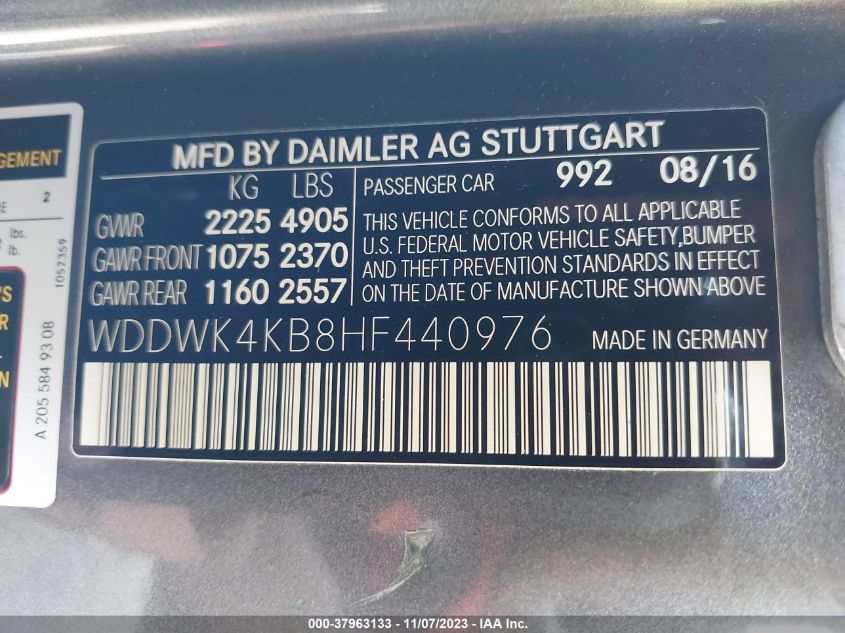 GEMENT
E 2
lbs.
lb.
1052359
'S
R
N
A 205 584 93 08
MFD BY DAIMLER AG STUTTGART
KG LBS
PASSENGER CAR 992 08/16
GVWR 2225 4905
GAWR FRONT 1075 2370
GAWR REAR 1160 2557
THIS VEHICLE CONFORMS TO ALL APPLICABLE
U.S. FEDERAL MOTOR VEHICLE SAFETY,BUMPER
AND THEFT PREVENTION STANDARDS IN EFFECT
ON THE DATE OF MANUFACTURE SHOWN ABOVE
WDDWK4KB8HF440976 MADE IN GERMANY
000-37963133 - 11/07/2023 - IAA Inc.